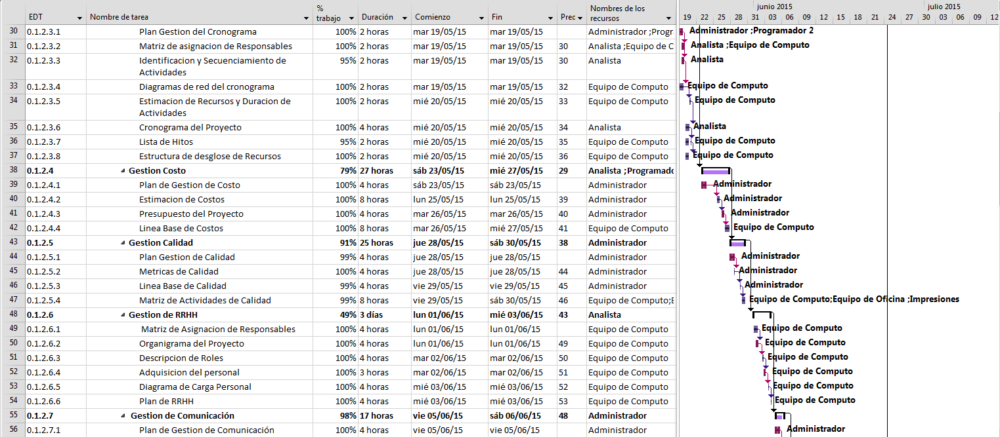 EDT Nombre de tarea % trabajo Duración Comienzo Fin Prec Nombres de los recursos
junio 2015 julio 2015
19 22 25 28 31 03 06 09 12 15 18 21 24 27 30 03 06 09 12
30 0.1.2.3.1 Plan Gestion del Cronograma 100% 2 horas mar 19/05/15 mar 19/05/15 Administrador ;Progra Administrador ;Programador 2
31 0.1.2.3.2 Matriz de asignacion de Responsables 100% 2 horas mar 19/05/15 mar 19/05/15 30 Analista ;Equipo de C Analista ;Equipo de Computo
32 0.1.2.3.3 Identificacion y Secuenciamiento de 95% 2 horas mar 19/05/15 mar 19/05/15 30 Analista Analista
Actividades
33 0.1.2.3.4 Diagramas de red del cronograma 100% 2 horas mar 19/05/15 mar 19/05/15 32 Equipo de Computo Equipo de Computo
34 0.1.2.3.5 Estimacion de Recursos y Duracion de 100% 2 horas mié 20/05/15 mié 20/05/15 33 Equipo de Computo Equipo de Computo
Actividades
35 0.1.2.3.6 Cronograma del Proyecto 100% 4 horas mié 20/05/15 mié 20/05/15 34 Analista Analista
36 0.1.2.3.7 Lista de Hitos 95% 2 horas mié 20/05/15 mié 20/05/15 35 Equipo de Computo Equipo de Computo
37 0.1.2.3.8 Estructura de desglose de Recursos 100% 2 horas mié 20/05/15 mié 20/05/15 36 Equipo de Computo Equipo de Computo
38 0.1.2.4 Gestion Costo 79% 27 horas sáb 23/05/15 mié 27/05/15 29 Analista ;Programado
39 0.1.2.4.1 Plan de Gestion de Costo 100% 4 horas sáb 23/05/15 sáb 23/05/15 Administrador Administrador
40 0.1.2.4.2 Estimacion de Costos 100% 8 horas lun 25/05/15 lun 25/05/15 39 Administrador Administrador
41 0.1.2.4.3 Presupuesto del Proyecto 100% 4 horas mar 26/05/15 mar 26/05/15 40 Administrador Administrador
42 0.1.2.4.4 Linea Base de Costos 100% 8 horas mar 26/05/15 mié 27/05/15 41 Equipo de Computo Equipo de Computo
43 0.1.2.5 Gestion Calidad 91% 25 horas jue 28/05/15 sáb 30/05/15 38 Administrador
44 0.1.2.5.1 Plan Gestion de Calidad 99% 4 horas jue 28/05/15 jue 28/05/15 Administrador Administrador
45 0.1.2.5.2 Metricas de Calidad 100% 4 horas jue 28/05/15 jue 28/05/15 44 Administrador Administrador
46 0.1.2.5.3 Linea Base de Calidad 99% 4 horas vie 29/05/15 vie 29/05/15 45 Administrador Administrador
47 0.1.2.5.4 Matriz de Actividades de Calidad 99% 8 horas vie 29/05/15 sáb 30/05/15 46 Equipo de Computo;E Equipo de Computo;Equipo de Oficina ;Impresiones
48 0.1.2.6 Gestion de RRHH 49% 3 días lun 01/06/15 mié 03/06/15 43 Analista
49 0.1.2.6.1 Matriz de Asignacion de Responsables 100% 4 horas lun 01/06/15 lun 01/06/15 Equipo de Computo Equipo de Computo
50 0.1.2.6.2 Organigrama del Proyecto 100% 4 horas lun 01/06/15 lun 01/06/15 49 Equipo de Computo Equipo de Computo
51 0.1.2.6.3 Descripcion de Roles 100% 4 horas mar 02/06/15 mar 02/06/15 50 Equipo de Computo Equipo de Computo
52 0.1.2.6.4 Adquisicion del personal 100% 3 horas mar 02/06/15 mar 02/06/15 51 Equipo de Computo Equipo de Computo
53 0.1.2.6.5 Diagrama de Carga Personal 100% 4 horas mié 03/06/15 mié 03/06/15 52 Equipo de Computo Equipo de Computo
54 0.1.2.6.6 Plan de RRHH 100% 4 horas mié 03/06/15 mié 03/06/15 53 Equipo de Computo Equipo de Computo
55 0.1.2.7 Gestion de Comunicación 98% 17 horas vie 05/06/15 sáb 06/06/15 48 Administrador
56 0.1.2.7.1 Plan de Gestion de Comunicación 100% 4 horas vie 05/06/15 vie 05/06/15 Administrador Administrador